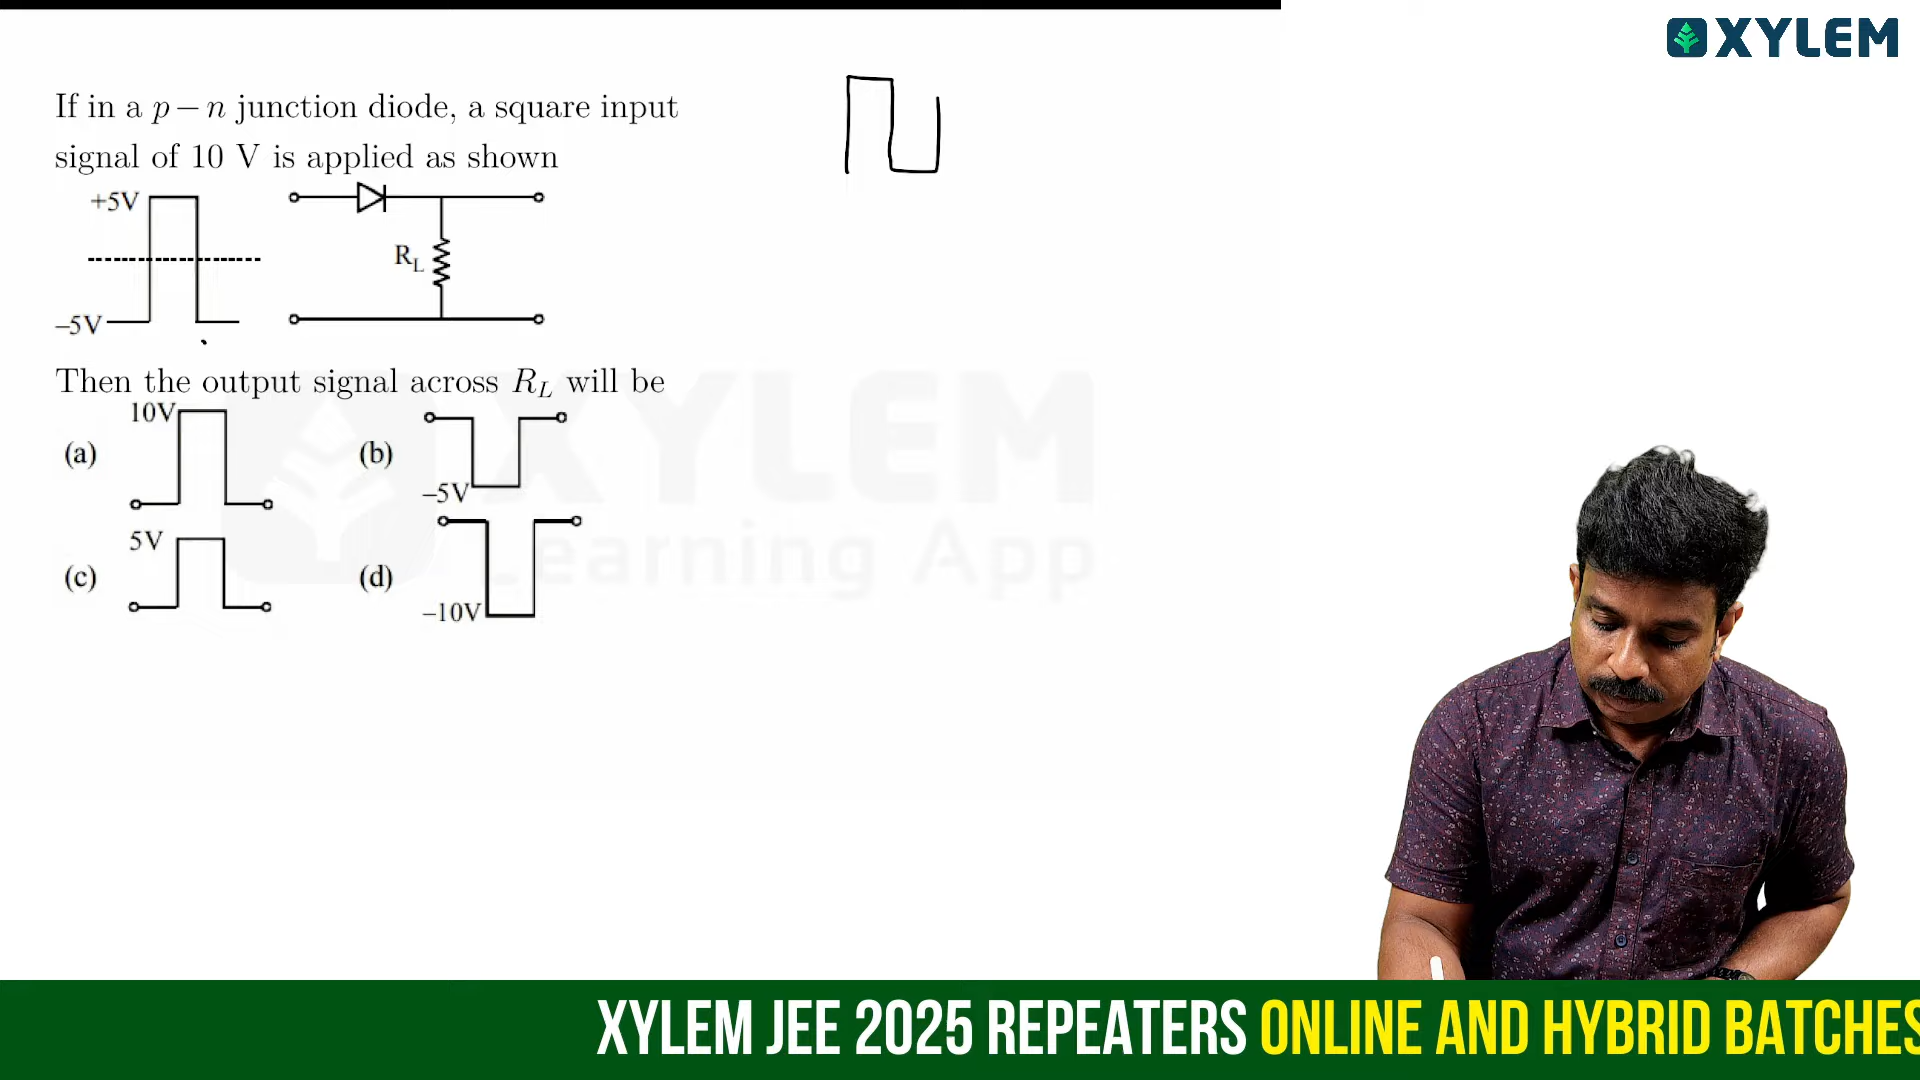 XYLEM
If in a p − n junction diode, a square input
signal of 10 V is applied as shown
+5V
R_L
–5V
Then the output signal across R_L will be
(a) 10V
(b) –5V
(c) 5V
(d) –10V
XYLEM
Learning App
XYLEM JEE 2025 REPEATERS ONLINE AND HYBRID BATCHES